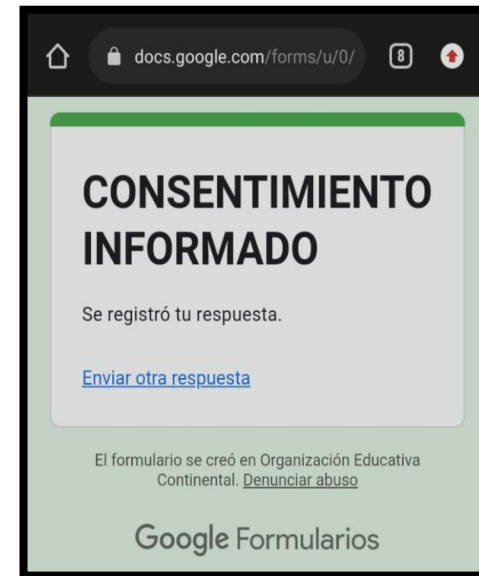 docs.google.com/forms/u/0/
8
CONSENTIMIENTO
INFORMADO
Se registró tu respuesta.
Enviar otra respuesta
El formulario se creó en Organización Educativa
Continental. Denunciar abuso
Google Formularios